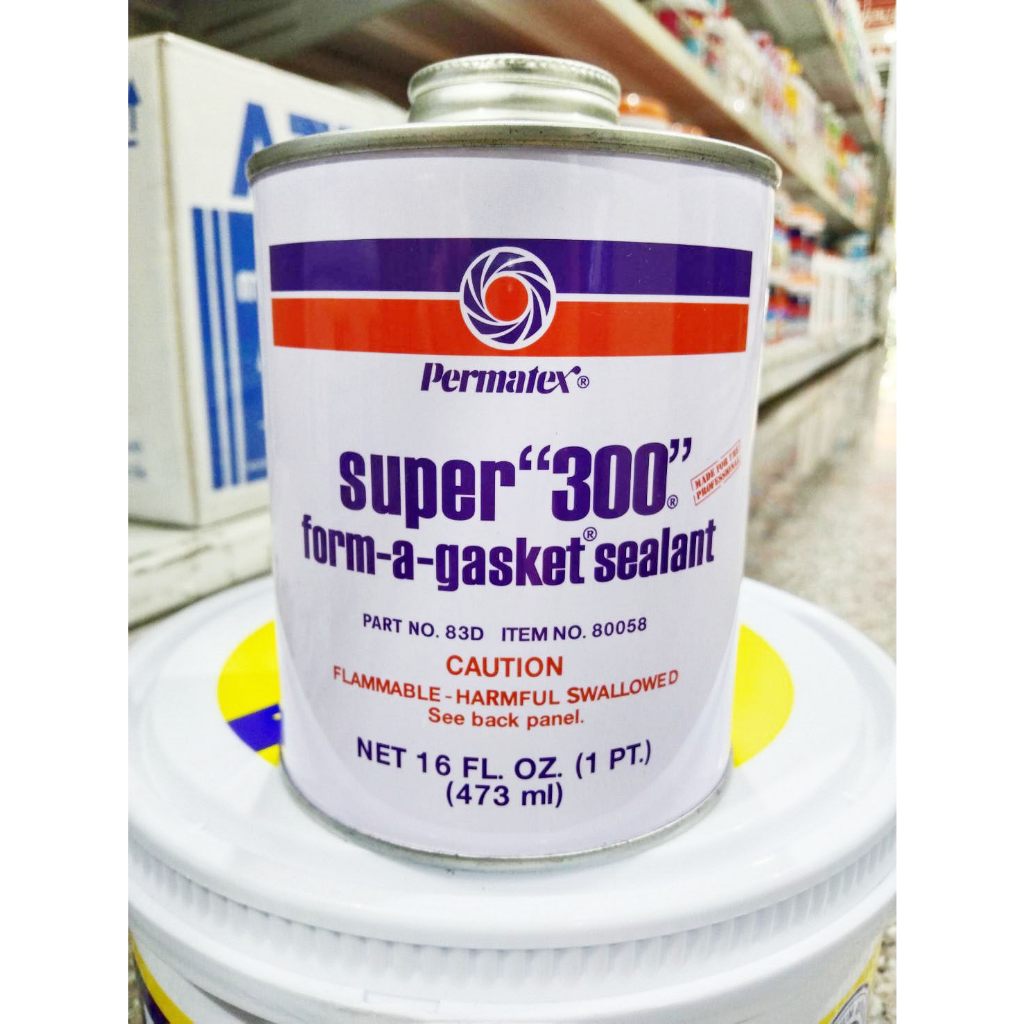 Permatex®
super "300"®
MADE FOR THE
PROFESSIONAL
form-a-gasket® sealant
PART NO. 83D ITEM NO. 80058
CAUTION
FLAMMABLE-HARMFUL SWALLOWED
See back panel.
NET 16 FL. OZ. (1 PT.)
(473 ml)